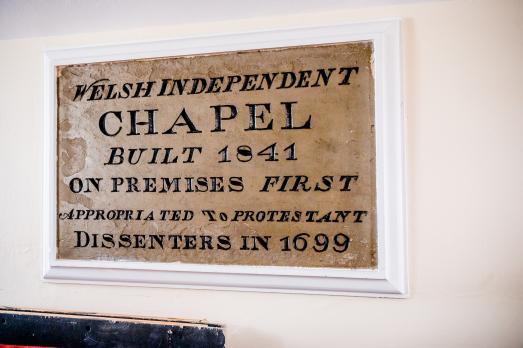 WELSH INDEPENDENT
CHAPEL
BUILT 1841
ON PREMISES FIRST
APPROPRIATED TO PROTESTANT
DISSENTERS IN 1699